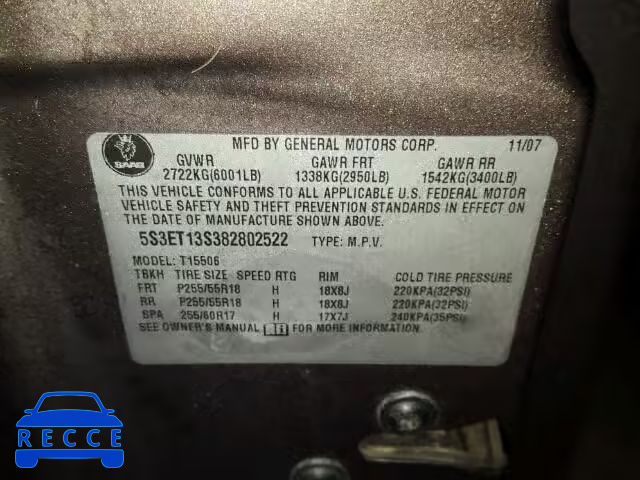 SAAB
MFD BY GENERAL MOTORS CORP. 11/07
GVWR GAWR FRT GAWR RR
2722KG(6001LB) 1338KG(2950LB) 1542KG(3400LB)
THIS VEHICLE CONFORMS TO ALL APPLICABLE U.S. FEDERAL MOTOR
VEHICLE SAFETY AND THEFT PREVENTION STANDARDS IN EFFECT ON
THE DATE OF MANUFACTURE SHOWN ABOVE.
5S3ET13S382802522 TYPE: M.P.V.
MODEL: T15506
TBKH TIRE SIZE SPEED RTG RIM COLD TIRE PRESSURE
FRT P255/55R18 H 18X8J 220KPA(32PSI)
RR P255/55R18 H 18X8J 220KPA(32PSI)
SPA 255/60R17 H 17X7J 240KPA(35PSI)
SEE OWNER'S MANUAL FOR MORE INFORMATION.
RECCE